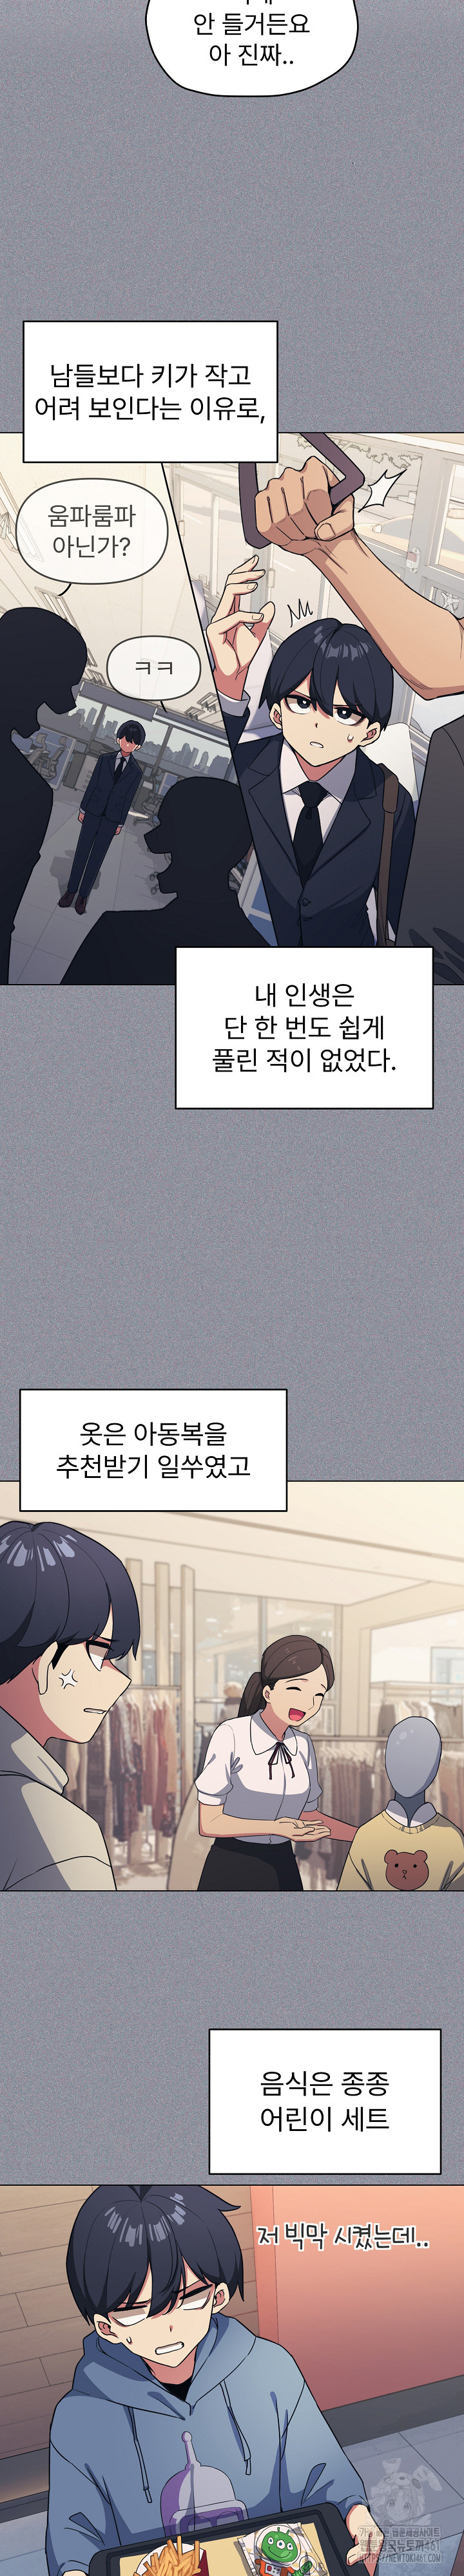 안 들거든요
아 진짜..
남들보다 키가 작고
어려 보인다는 이유로,
움파룸파
아닌가?
ㅋㅋ
내 인생은
단 한 번도 쉽게
풀린 적이 없었다.
옷은 아동복을
추천받기 일쑤였고
음식은 종종
어린이 세트
저 빅막 시켰는데..